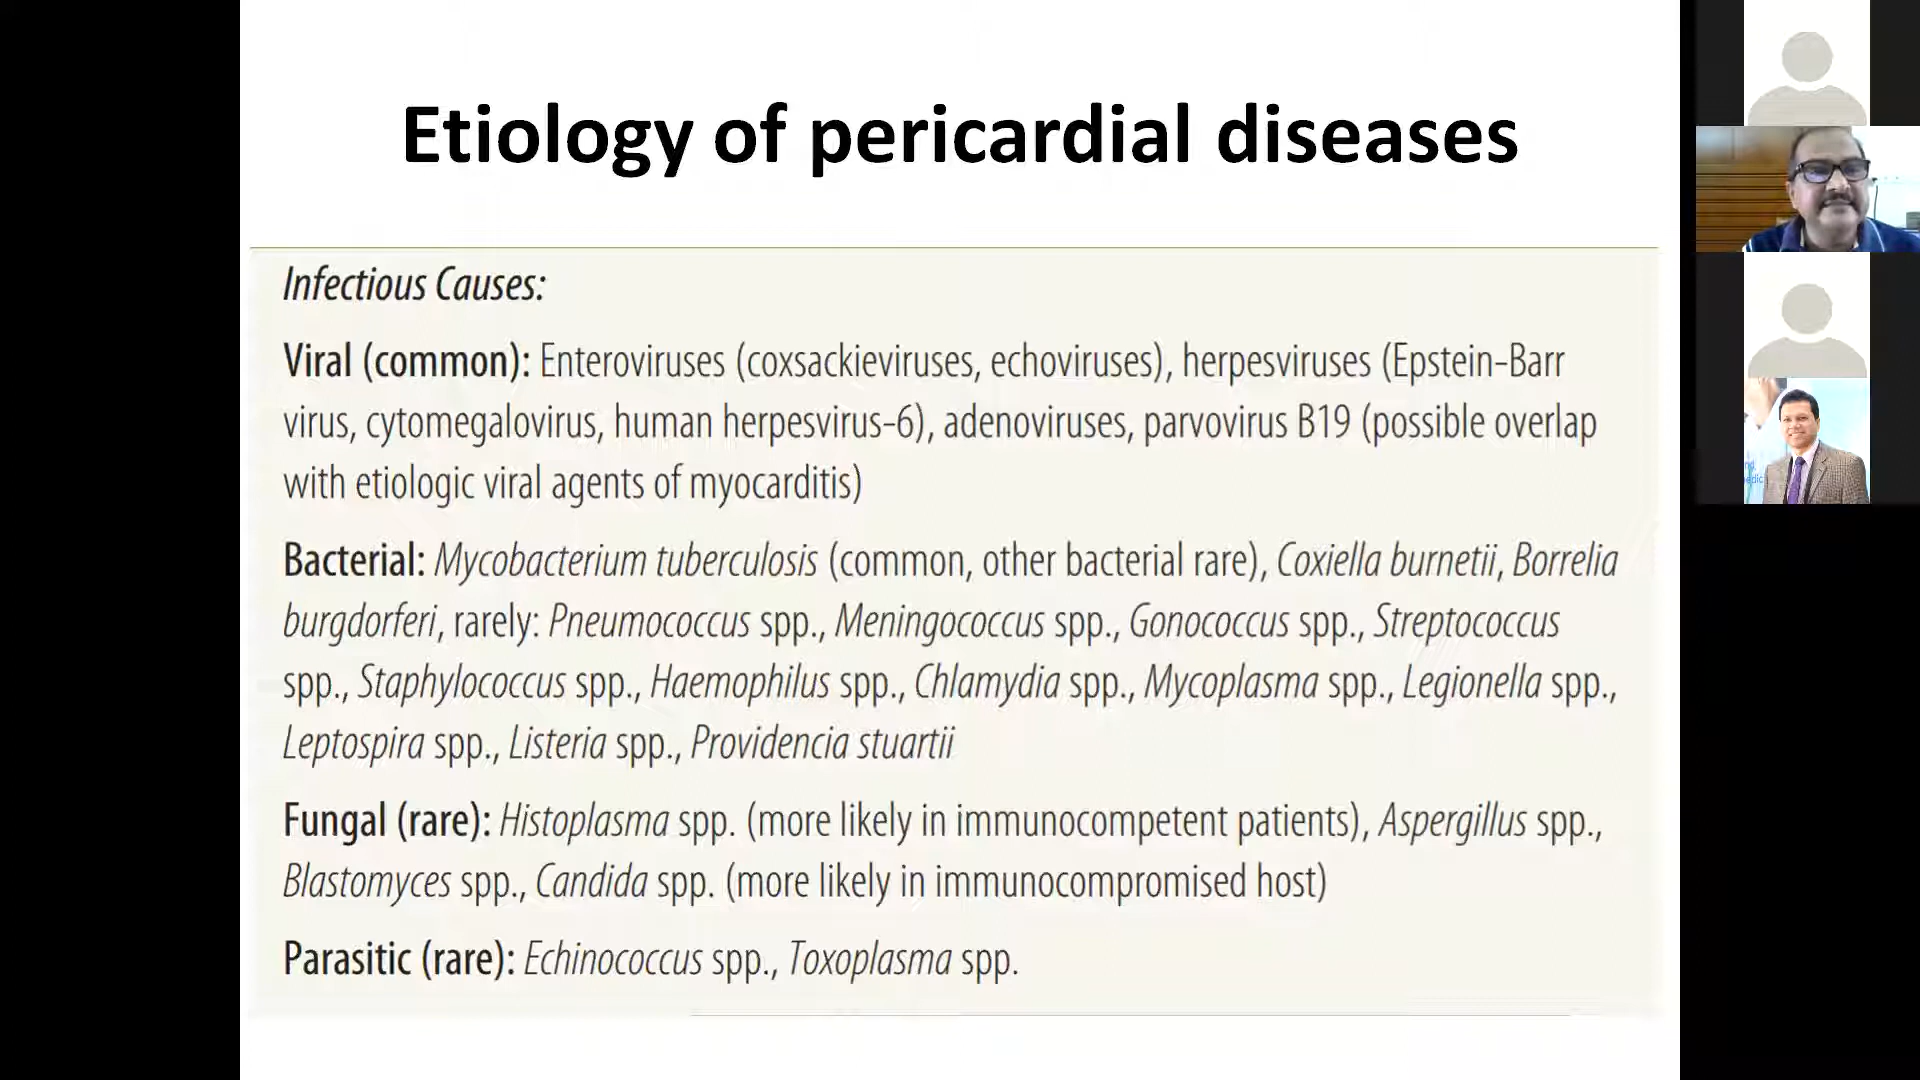 Etiology of pericardial diseases
Infectious Causes:
Viral (common): Enteroviruses (coxsackieviruses, echoviruses), herpesviruses (Epstein-Barr
virus, cytomegalovirus, human herpesvirus-6), adenoviruses, parvovirus B19 (possible overlap
with etiologic viral agents of myocarditis)
Bacterial: Mycobacterium tuberculosis (common, other bacterial rare), Coxiella burnetii, Borrelia
burgdorferi, rarely: Pneumococcus spp., Meningococcus spp., Gonococcus spp., Streptococcus
spp., Staphylococcus spp., Haemophilus spp., Chlamydia spp., Mycoplasma spp., Legionella spp.,
Leptospira spp., Listeria spp., Providencia stuartii
Fungal (rare): Histoplasma spp. (more likely in immunocompetent patients), Aspergillus spp.,
Blastomyces spp., Candida spp. (more likely in immunocompromised host)
Parasitic (rare): Echinococcus spp., Toxoplasma spp.